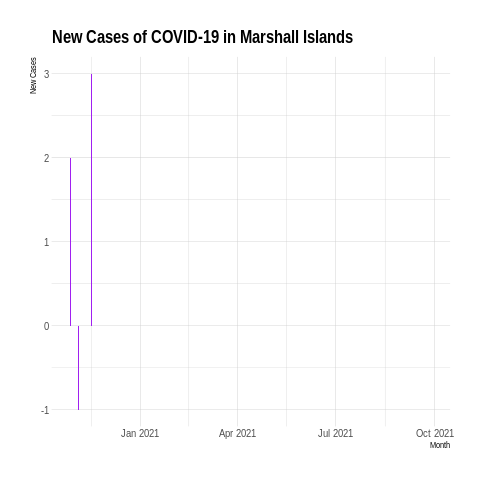 New Cases of COVID-19 in Marshall Islands
New Cases
3
2
1
0
-1
Jan 2021 Apr 2021 Jul 2021 Oct 2021
Month